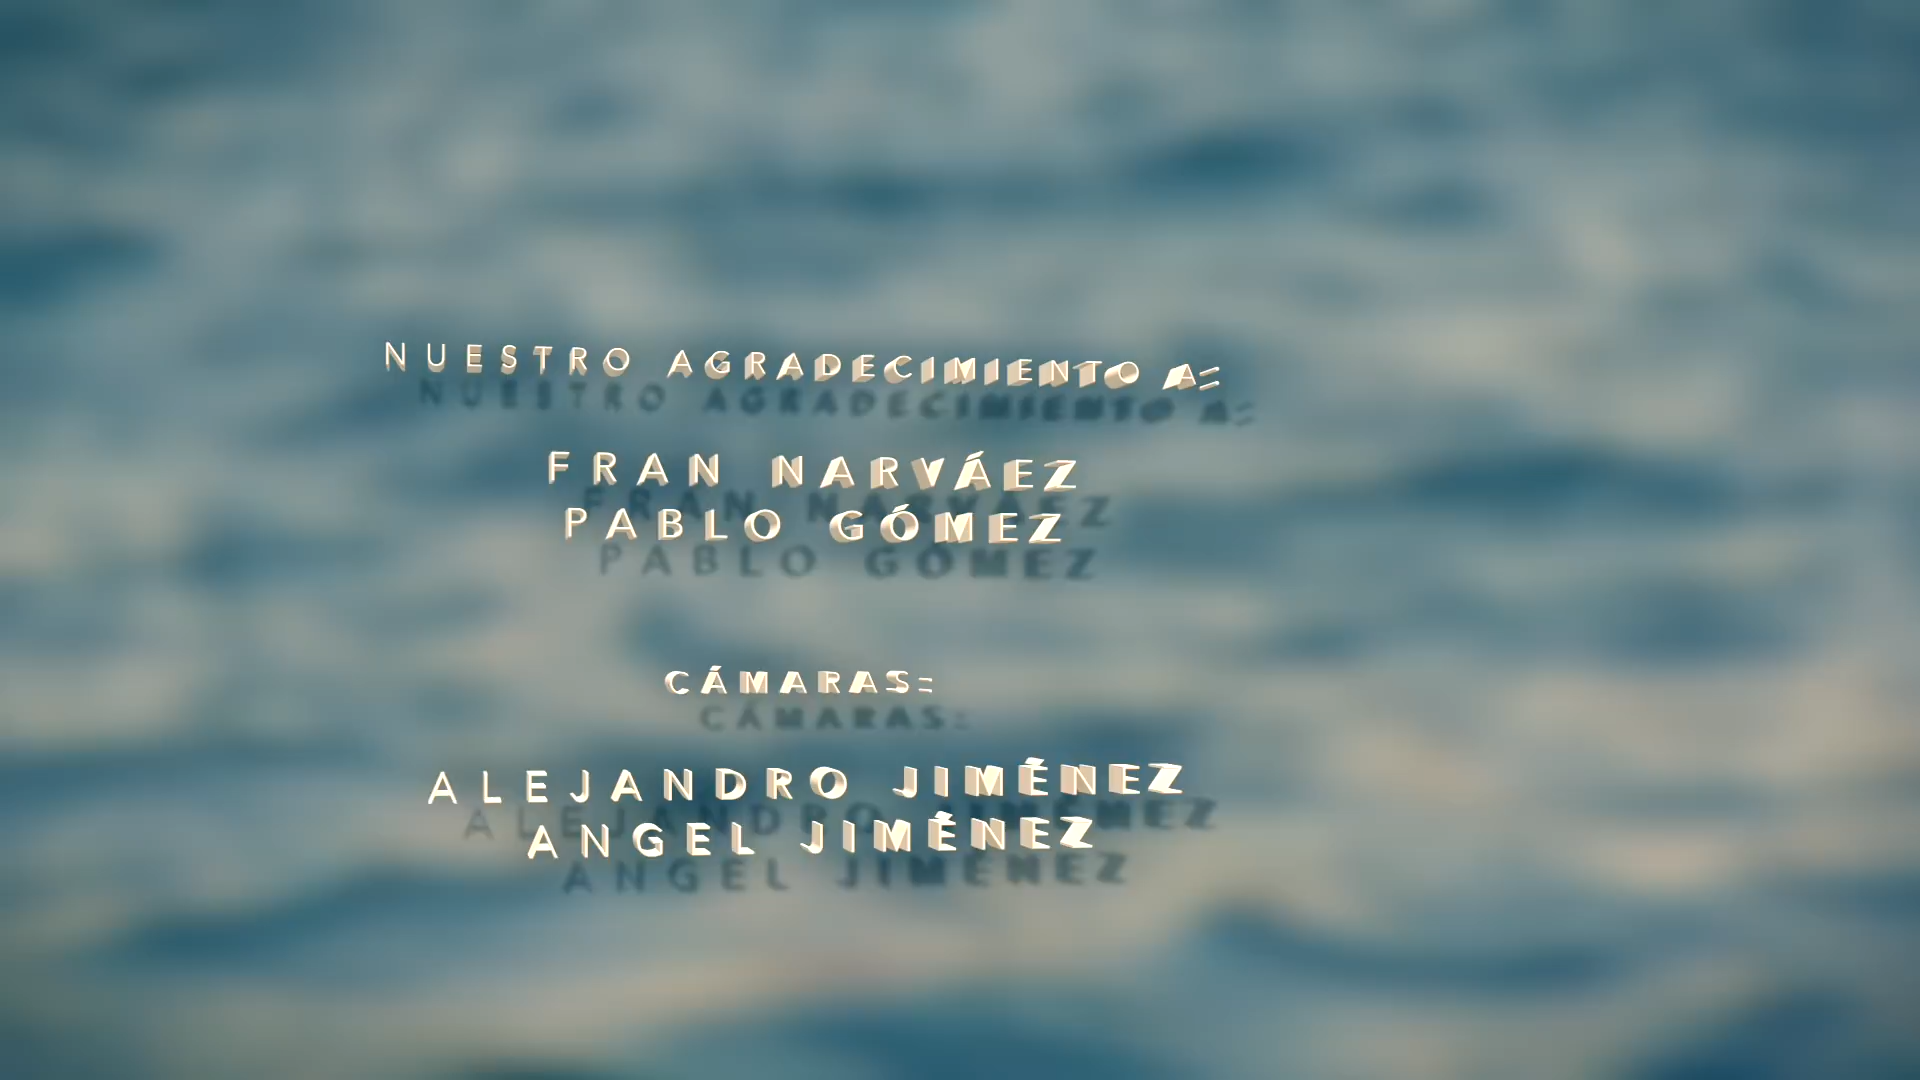 NUESTRO AGRADECIMIENTO A:
FRAN NARVÁEZ
PABLO GÓMEZ
CÁMARAS:
ALEJANDRO JIMÉNEZ
ANGEL JIMÉNEZ